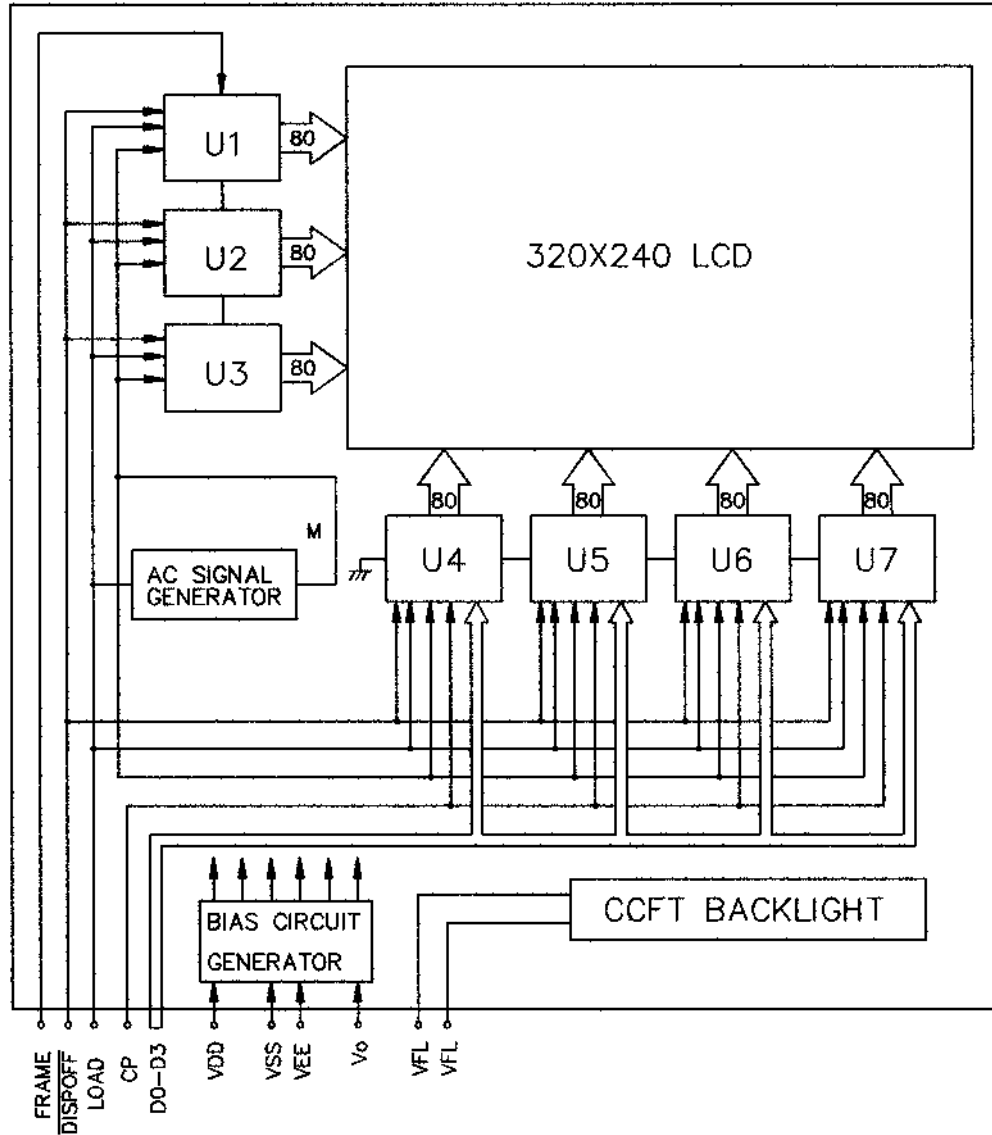 U1
80
U2
80
320X240 LCD
U3
80
80
80
80
80
M
U4
U5
U6
U7
AC SIGNAL
GENERATOR
BIAS CIRCUIT
GENERATOR
CCFT BACKLIGHT
FRAME
DISPOFF
LOAD
CP
D0-D3
VDD
VSS
VEE
Vo
VFL
VFL